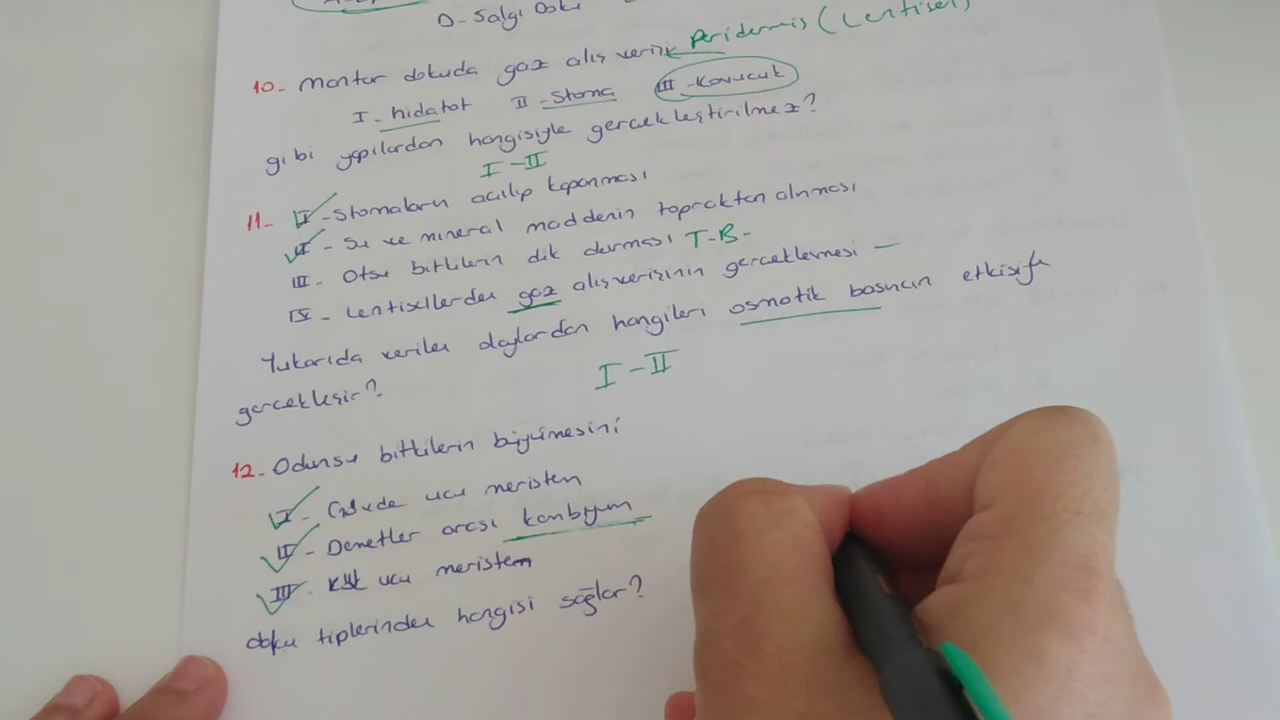 D- Salgı Doku
10- Mantar dokuda gaz alış verişi Peridermis (Lentisel)
I- hidatot II- Stoma III- Kovucuk
gibi yapılardan hangisiyle gerçekleştirilmez?
I-II
11- I- Stomaların açılıp kapanması
II- Su ve mineral maddenin topraktan alınması
III. Otsu bitkilerin dik durması T-B-
IV- Lentisellerden gaz alışverişinin gerçekleşmesi -
Yukarıda verilen olaylardan hangileri osmotik basıncın etkisiyle
gerçekleşir?
I-II
12- Odunsu bitkilerin büyümesini
I- Gövde ucu meristem
II- Demetler arası kambiyum
III- Kök ucu meristem
doku tiplerinden hangisi sağlar?